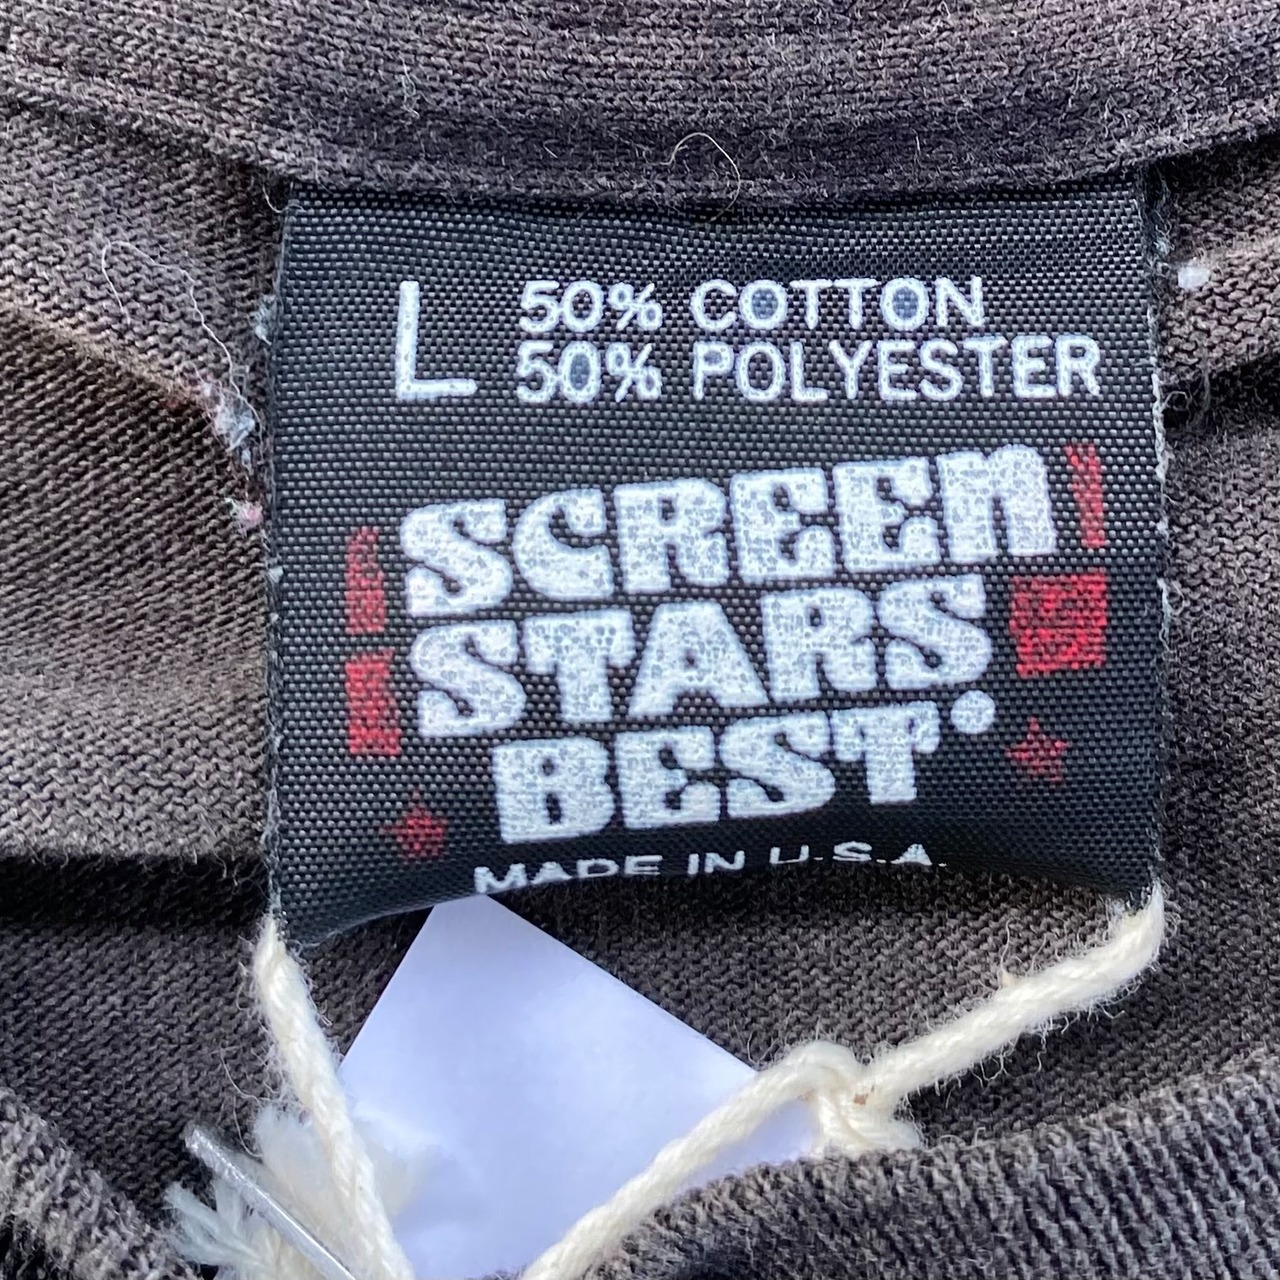 L 50% COTTON
50% POLYESTER
SCREEN
STARS
BEST
MADE IN U.S.A.